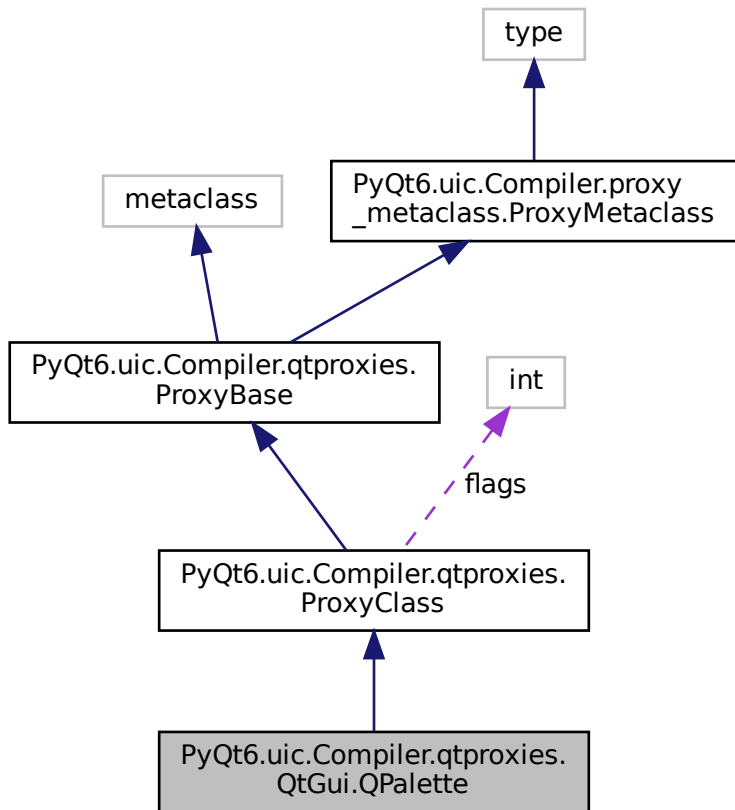 type
PyQt6.uic.Compiler.proxy
_metaclass.ProxyMetaclass
metaclass
PyQt6.uic.Compiler.qtproxies.
ProxyBase
int
flags
PyQt6.uic.Compiler.qtproxies.
ProxyClass
PyQt6.uic.Compiler.qtproxies.
QtGui.QPalette